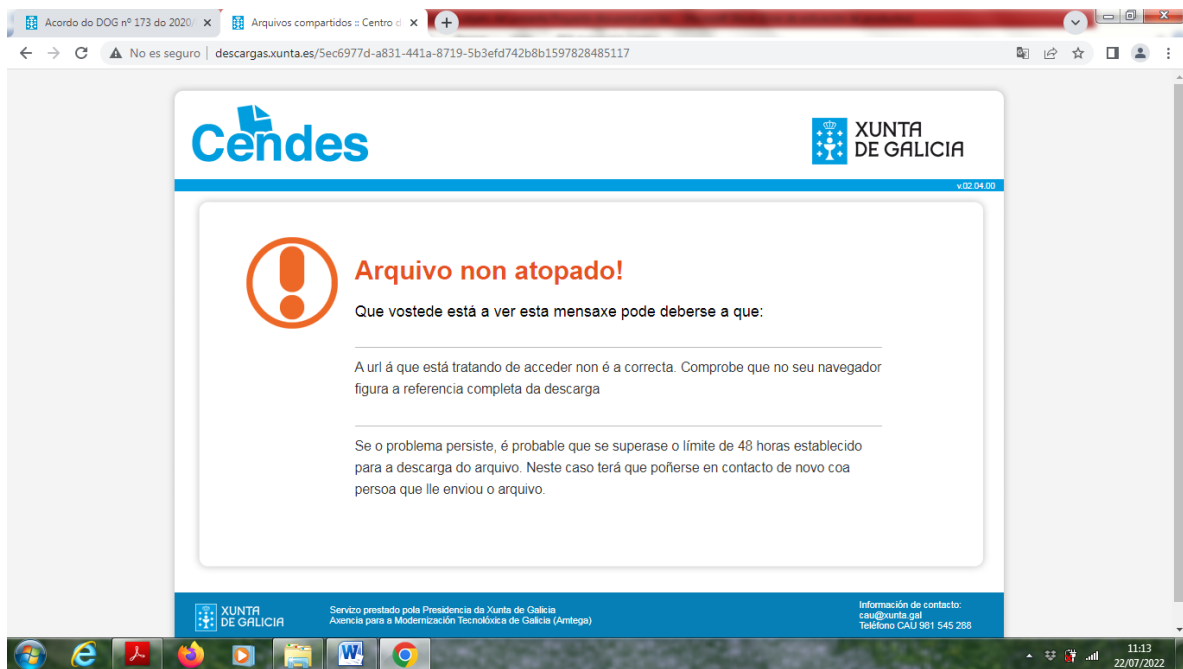 Acordo do DOG nº 173 do 2020/
Arquivos compartidos :: Centro d
No es seguro | descargas.xunta.es/5ec6977d-a831-441a-8719-5b3efd742b8b1597828485117
Cendes
XUNTA
DE GALICIA
v.02.04.00
Arquivo non atopado!
Que vostede está a ver esta mensaxe pode deberse a que:
A url á que está tratando de acceder non é a correcta. Comprobe que no seu navegador
figura a referencia completa da descarga
Se o problema persiste, é probable que se superase o límite de 48 horas establecido
para a descarga do arquivo. Neste caso terá que poñerse en contacto de novo coa
persoa que lle enviou o arquivo.
XUNTA
DE GALICIA
Servizo prestado pola Presidencia da Xunta de Galicia
Axencia para a Modernización Tecnolóxica de Galicia (Amtega)
Información de contacto:
cau@xunta.gal
Teléfono CAU 981 545 288
11:13
22/07/2022